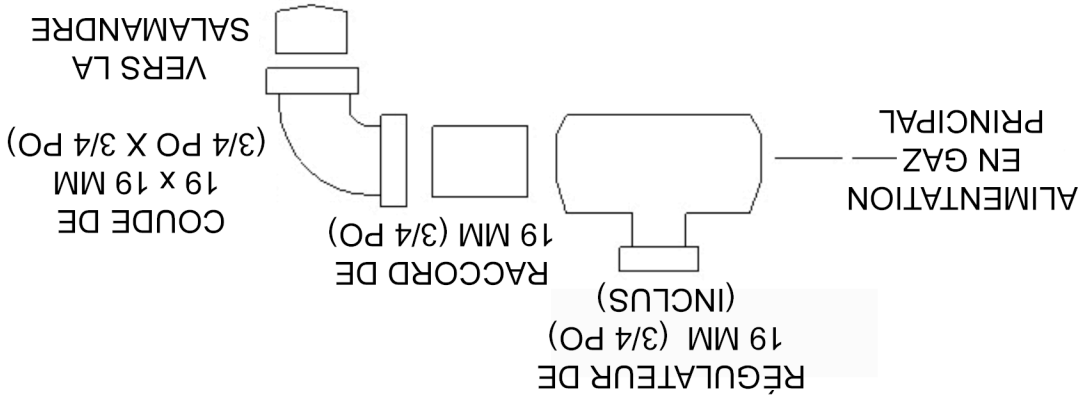 RÉGULATEUR DE
19 MM (3/4 PO)
(INCLUS)
ALIMENTATION
EN GAZ
PRINCIPAL
RACCORD DE
19 MM (3/4 PO)
COUDE DE
19 x 19 MM
(3/4 PO X 3/4 PO)
VERS LA
SALAMANDRE